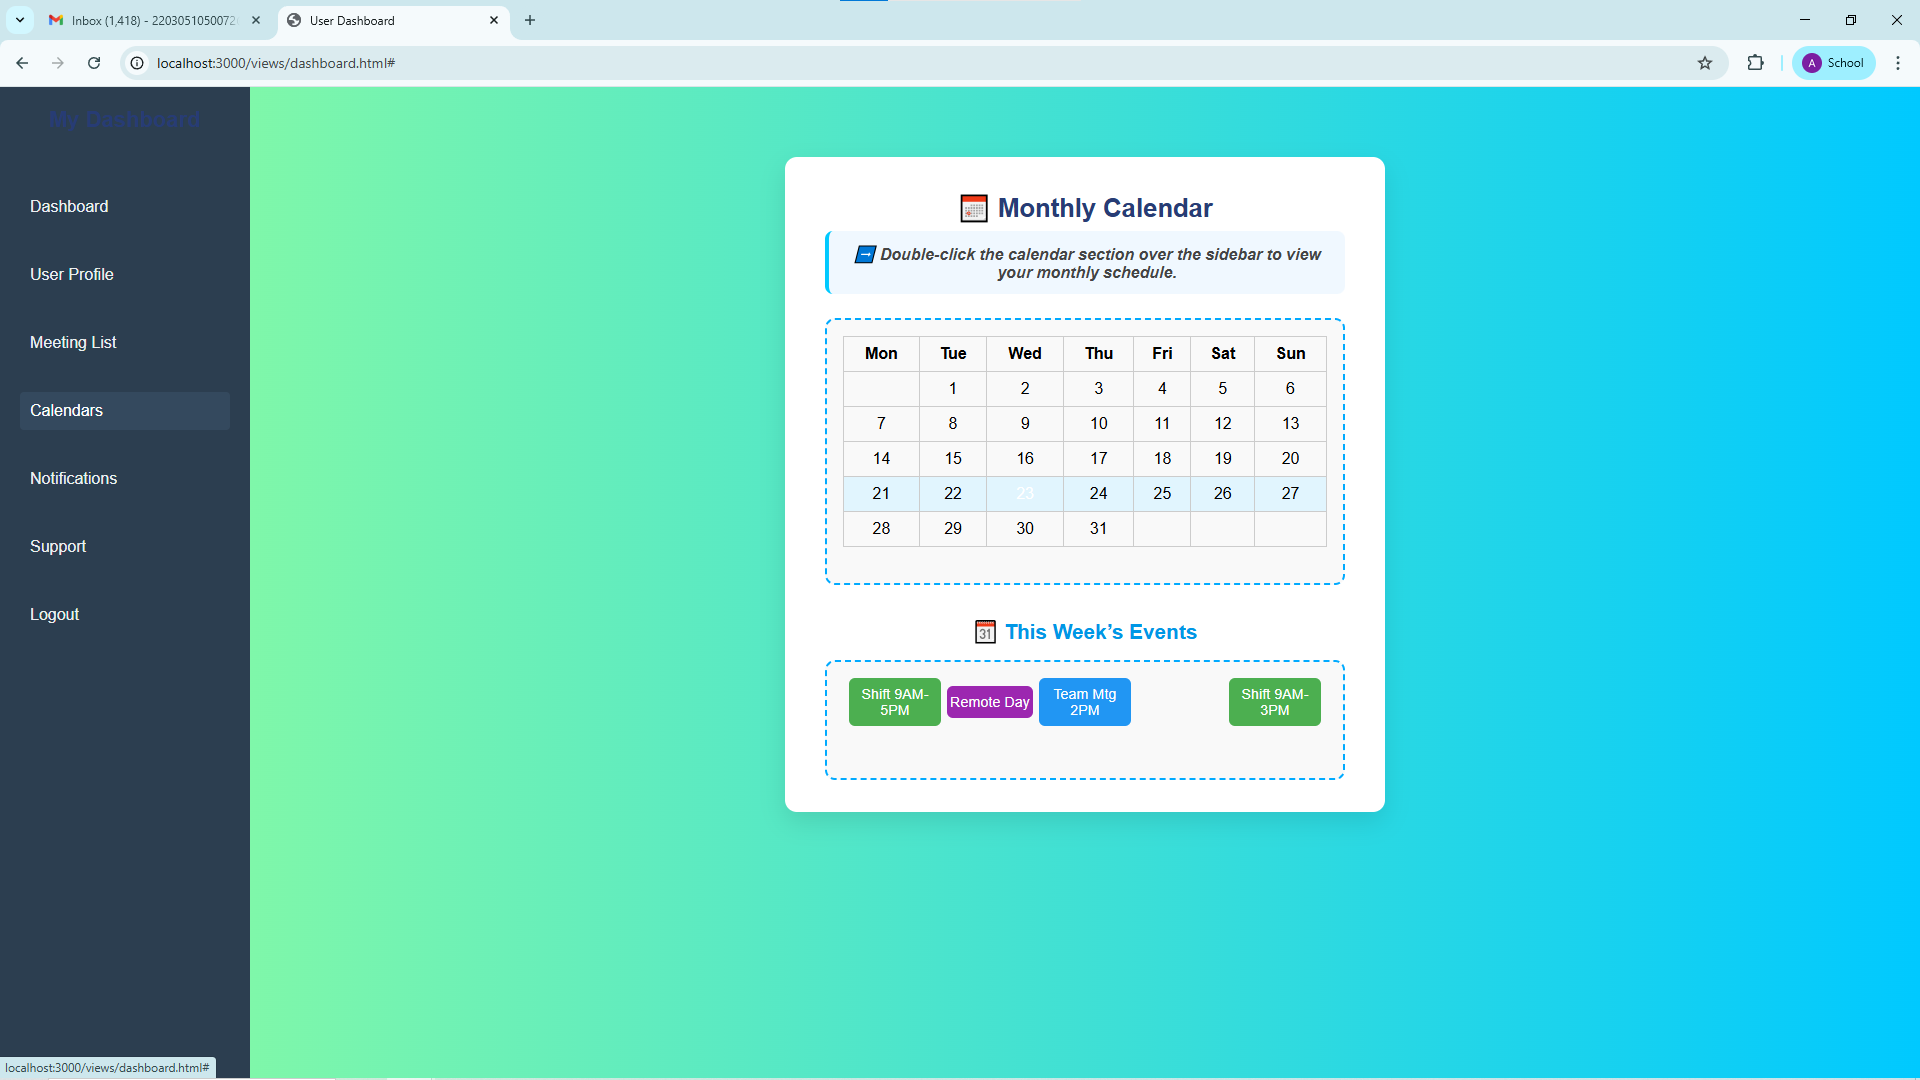 Inbox (1,418) - 2203051050072
User Dashboard
localhost:3000/views/dashboard.html#
A School
My Dashboard
Dashboard
User Profile
Meeting List
Calendars
Notifications
Support
Logout
Monthly Calendar
Double-click the calendar section over the sidebar to view
your monthly schedule.
Mon Tue Wed Thu Fri Sat Sun
1 2 3 4 5 6
7 8 9 10 11 12 13
14 15 16 17 18 19 20
21 22 23 24 25 26 27
28 29 30 31
31 This Week’s Events
Shift 9AM-
5PM
Remote Day
Team Mtg
2PM
Shift 9AM-
3PM
localhost:3000/views/dashboard.html#